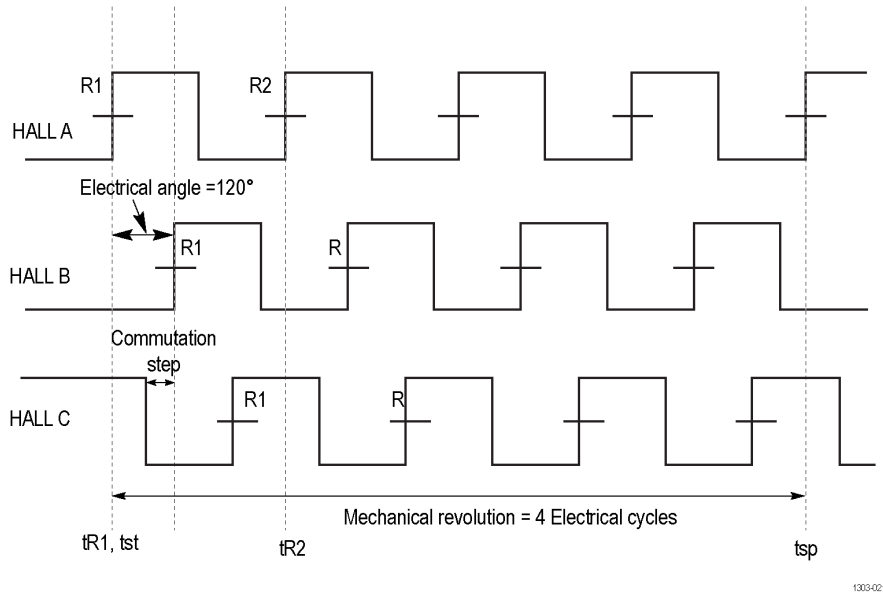 R1
R2
HALL A
Electrical angle =120°
R1
R
HALL B
Commutation
step
R1
R
HALL C
Mechanical revolution = 4 Electrical cycles
tR1, tst
tR2
tsp
1303-02